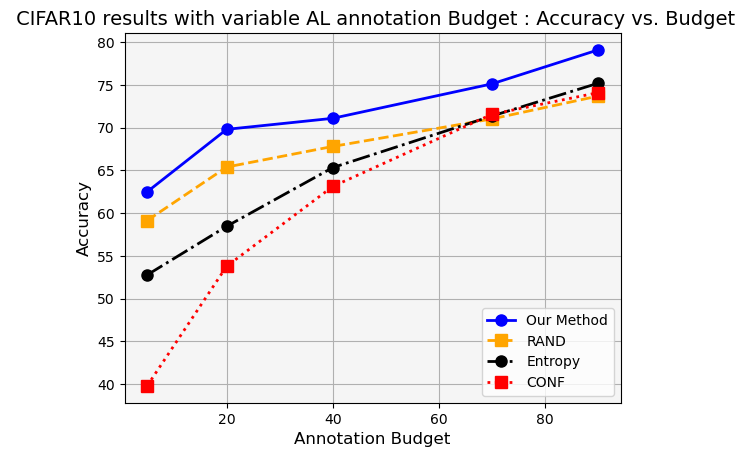 CIFAR10 results with variable AL annotation Budget : Accuracy vs. Budget
80
75
70
65
60
55
50
45
40
Accuracy
Our Method
RAND
Entropy
CONF
20
40
60
80
Annotation Budget